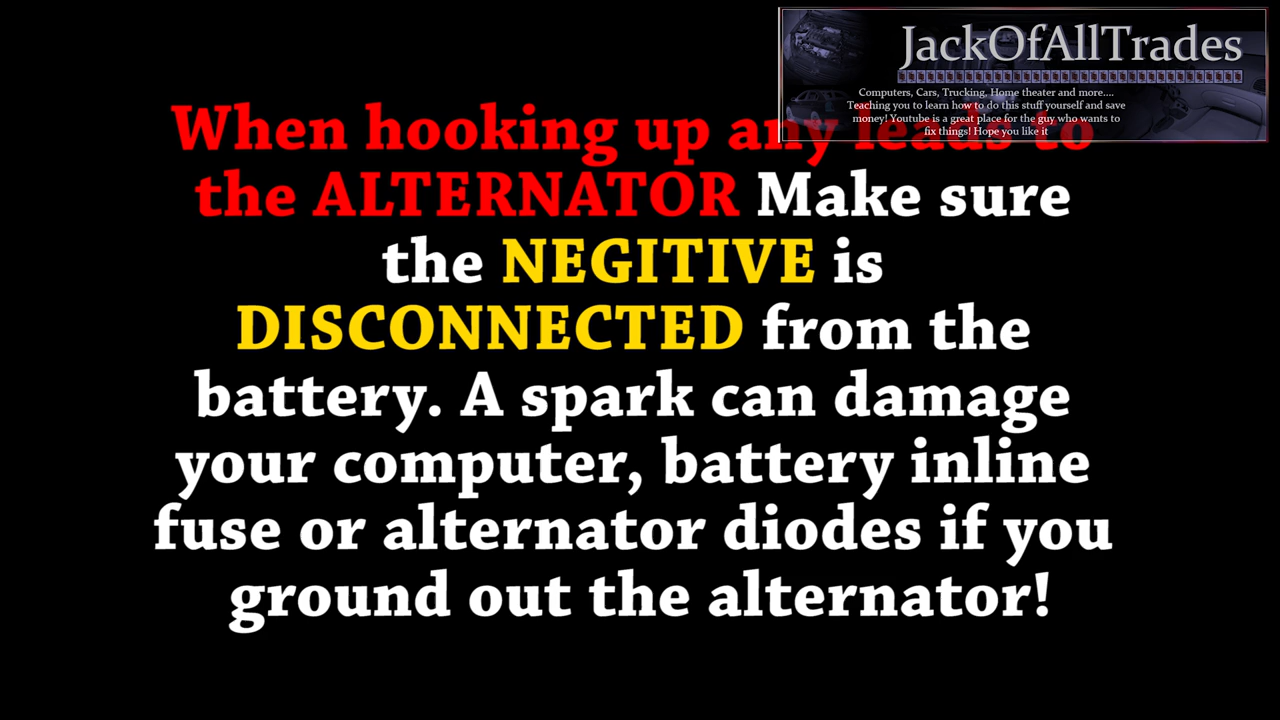 JackOfAllTrades
Computers, Cars, Trucking, Home theater and more....
Teaching you to learn how to do this stuff yourself and save
money! Youtube is a great place for the guy who wants to
fix things! Hope you like it
When hooking up any leads to
the ALTERNATOR Make sure
the NEGITIVE is
DISCONNECTED from the
battery. A spark can damage
your computer, battery inline
fuse or alternator diodes if you
ground out the alternator!